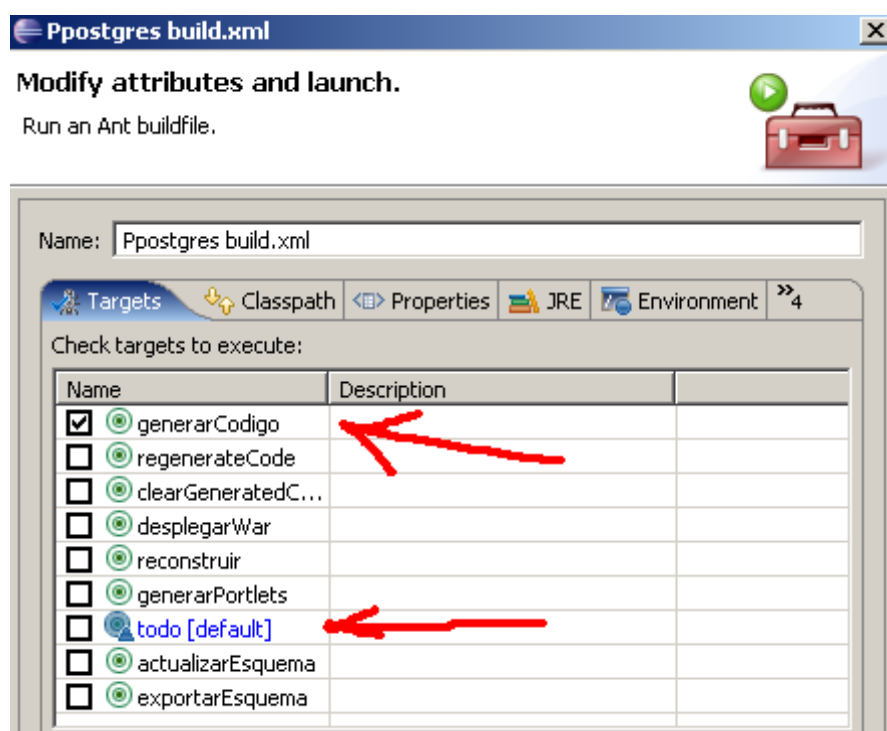 Ppostgres build.xml
Modify attributes and launch.
Run an Ant buildfile.
Name: Ppostgres build.xml
Targets Classpath Properties JRE Environment »4
Check targets to execute:
Name Description
generarCodigo
regenerateCode
clearGeneratedC...
desplegarWar
reconstruir
generarPortlets
todo [default]
actualizarEsquema
exportarEsquema